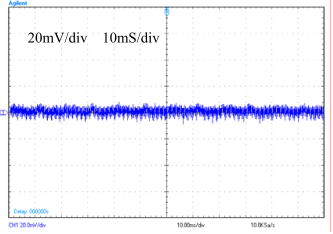 Agilent
20mV/div 10mS/div
Delay: 000000s
CH1 20.0mV/div 10.00ms/div 10.0KSa/s